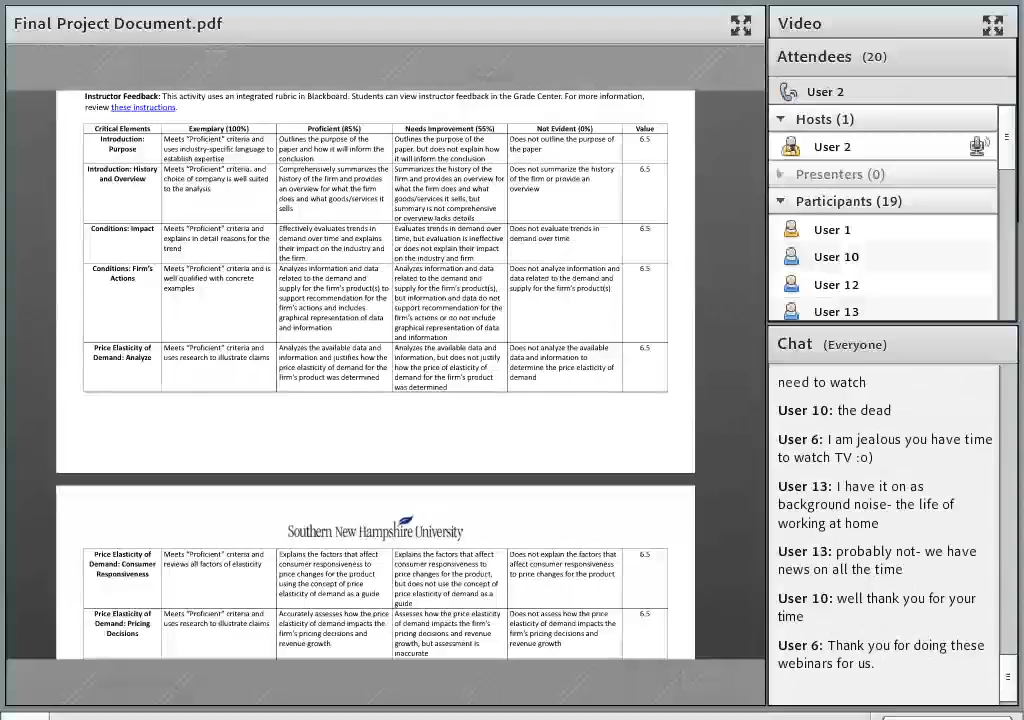 Final Project Document.pdf
Instructor Feedback: This activity uses an integrated rubric in Blackboard. Students can view instructor feedback in the Grade Center. For more information,
review these instructions.
Critical Elements Exemplary (100%) Proficient (85%) Needs Improvement (55%) Not Evident (0%) Value
Introduction:
Purpose
Meets "Proficient" criteria and
uses industry-specific language to
establish expertise
Outlines the purpose of the
paper and how it will inform the
conclusion
Outlines the purpose of the
paper, but does not explain how
it will inform the conclusion
Does not outline the purpose of
the paper
6.5
Introduction: History
and Overview
Meets "Proficient" criteria, and
choice of company is well suited
to the analysis
Comprehensively summarizes the
history of the firm and provides
an overview for what the firm
does and what goods/services it
sells
Summarizes the history of the
firm and provides an overview for
what the firm does and what
goods/services it sells, but
summary is not comprehensive
or overview lacks details
Does not summarize the history
of the firm or provide an
overview
6.5
Conditions: Impact
Meets "Proficient" criteria and
explains in detail reasons for the
trend
Effectively evaluates trends in
demand over time and explains
their impact on the industry and
the firm
Evaluates trends in demand over
time, but evaluation is ineffective
or does not explain their impact
on the industry and firm
Does not evaluate trends in
demand over time
6.5
Conditions: Firm's
Actions
Meets "Proficient" criteria and is
well qualified with concrete
examples
Analyzes information and data
related to the demand and
supply for the firm's product(s) to
support recommendation for the
firm's actions and includes
graphical representation of data
and information
Analyzes information and data
related to the demand and
supply for the firm's product(s),
but information and data do not
support recommendation for the
firm's actions or do not include
graphical representation of data
and information
Does not analyze information and
data related to the demand and
supply for the firm's product(s)
6.5
Price Elasticity of
Demand: Analyze
Meets "Proficient" criteria and
uses research to illustrate claims
Analyzes the available data and
information and justifies how the
price elasticity of demand for the
firm's product was determined
Analyzes the available data and
information, but does not justify
how the price of elasticity of
demand for the firm's product
was determined
Does not analyze the available
data and information to
determine the price elasticity of
demand
6.5
Southern New Hampshire University
Price Elasticity of
Demand: Consumer
Responsiveness
Meets "Proficient" criteria and
reviews all factors of elasticity
Explains the factors that affect
consumer responsiveness to
price changes for the product
using the concept of price
elasticity of demand as a guide
Explains the factors that affect
consumer responsiveness to
price changes for the product,
but does not use the concept of
price elasticity of demand as a
guide
Does not explain the factors that
affect consumer responsiveness
to price changes for the product
6.5
Price Elasticity of
Demand: Pricing
Decisions
Meets "Proficient" criteria and
uses research to illustrate claims
Accurately assesses how the price
elasticity of demand impacts the
firm's pricing decisions and
revenue growth
Assesses how the price elasticity
of demand impacts the firm's
pricing decisions and revenue
growth, but assessment is
inaccurate
Does not assess how the price
elasticity of demand impacts the
firm's pricing decisions and
revenue growth
6.5
Video
Attendees (20)
User 2
Hosts (1)
User 2
Presenters (0)
Participants (19)
User 1
User 10
User 12
User 13
Chat (Everyone)
need to watch
User 10: the dead
User 6: I am jealous you have time
to watch TV :o)
User 13: I have it on as
background noise- the life of
working at home
User 13: probably not- we have
news on all the time
User 10: well thank you for your
time
User 6: Thank you for doing these
webinars for us.